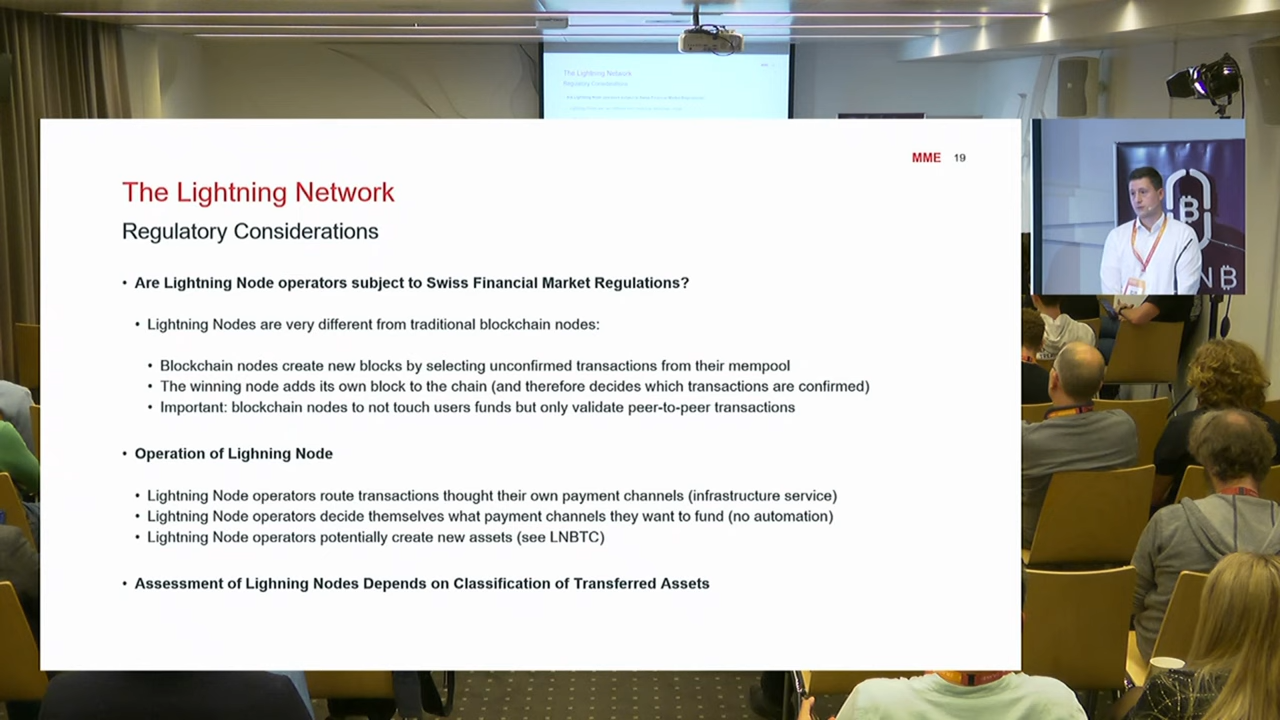 The Lightning Network
Regulatory Considerations
MME 19
The Lightning Network
Regulatory Considerations
• Are Lightning Node operators subject to Swiss Financial Market Regulations?
• Lightning Nodes are very different from traditional blockchain nodes:
• Blockchain nodes create new blocks by selecting unconfirmed transactions from their mempool
• The winning node adds its own block to the chain (and therefore decides which transactions are confirmed)
• Important: blockchain nodes to not touch users funds but only validate peer-to-peer transactions
• Operation of Lighning Node
• Lightning Node operators route transactions thought their own payment channels (infrastructure service)
• Lightning Node operators decide themselves what payment channels they want to fund (no automation)
• Lightning Node operators potentially create new assets (see LNBTC)
• Assessment of Lighning Nodes Depends on Classification of Transferred Assets